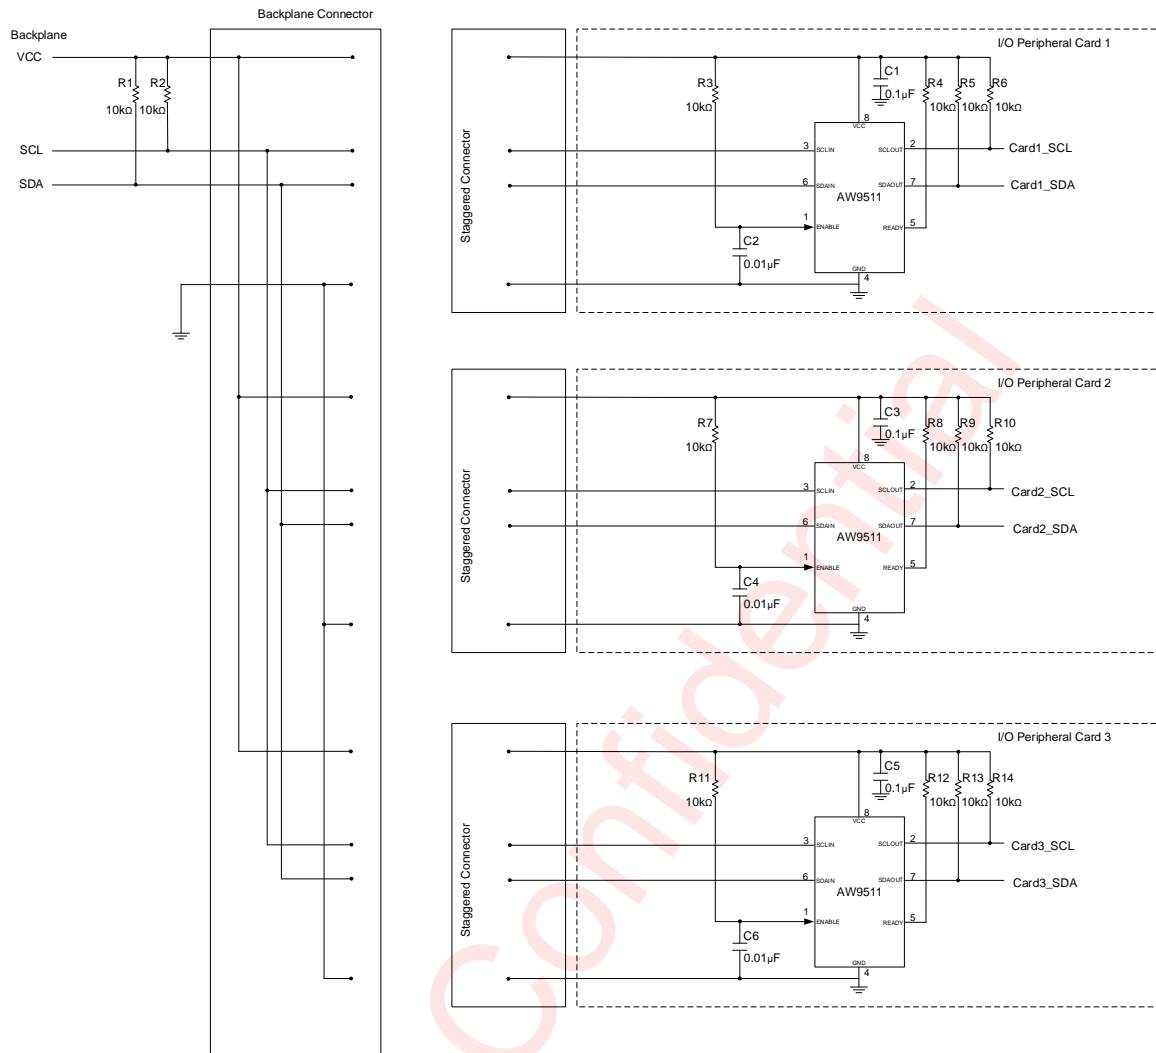 Backplane Connector
Backplane
VCC
R1 R2
10kΩ 10kΩ
SCL
SDA
Staggered Connector
I/O Peripheral Card 1
R3
10kΩ
C1
0.1µF
R4 R5 R6
10kΩ 10kΩ 10kΩ
8
VCC
3 SCLIN SCLOUT 2 Card1_SCL
6 SDAIN SDAOUT 7 Card1_SDA
AW9511
1 ENABLE READY 5
C2
0.01µF
GND
4
Staggered Connector
I/O Peripheral Card 2
R7
10kΩ
C3
0.1µF
R8 R9 R10
10kΩ 10kΩ 10kΩ
8
VCC
3 SCLIN SCLOUT 2 Card2_SCL
6 SDAIN SDAOUT 7 Card2_SDA
AW9511
1 ENABLE READY 5
C4
0.01µF
GND
4
Staggered Connector
I/O Peripheral Card 3
R11
10kΩ
C5
0.1µF
R12 R13 R14
10kΩ 10kΩ 10kΩ
8
VCC
3 SCLIN SCLOUT 2 Card3_SCL
6 SDAIN SDAOUT 7 Card3_SDA
AW9511
1 ENABLE READY 5
C6
0.01µF
GND
4
Confidential